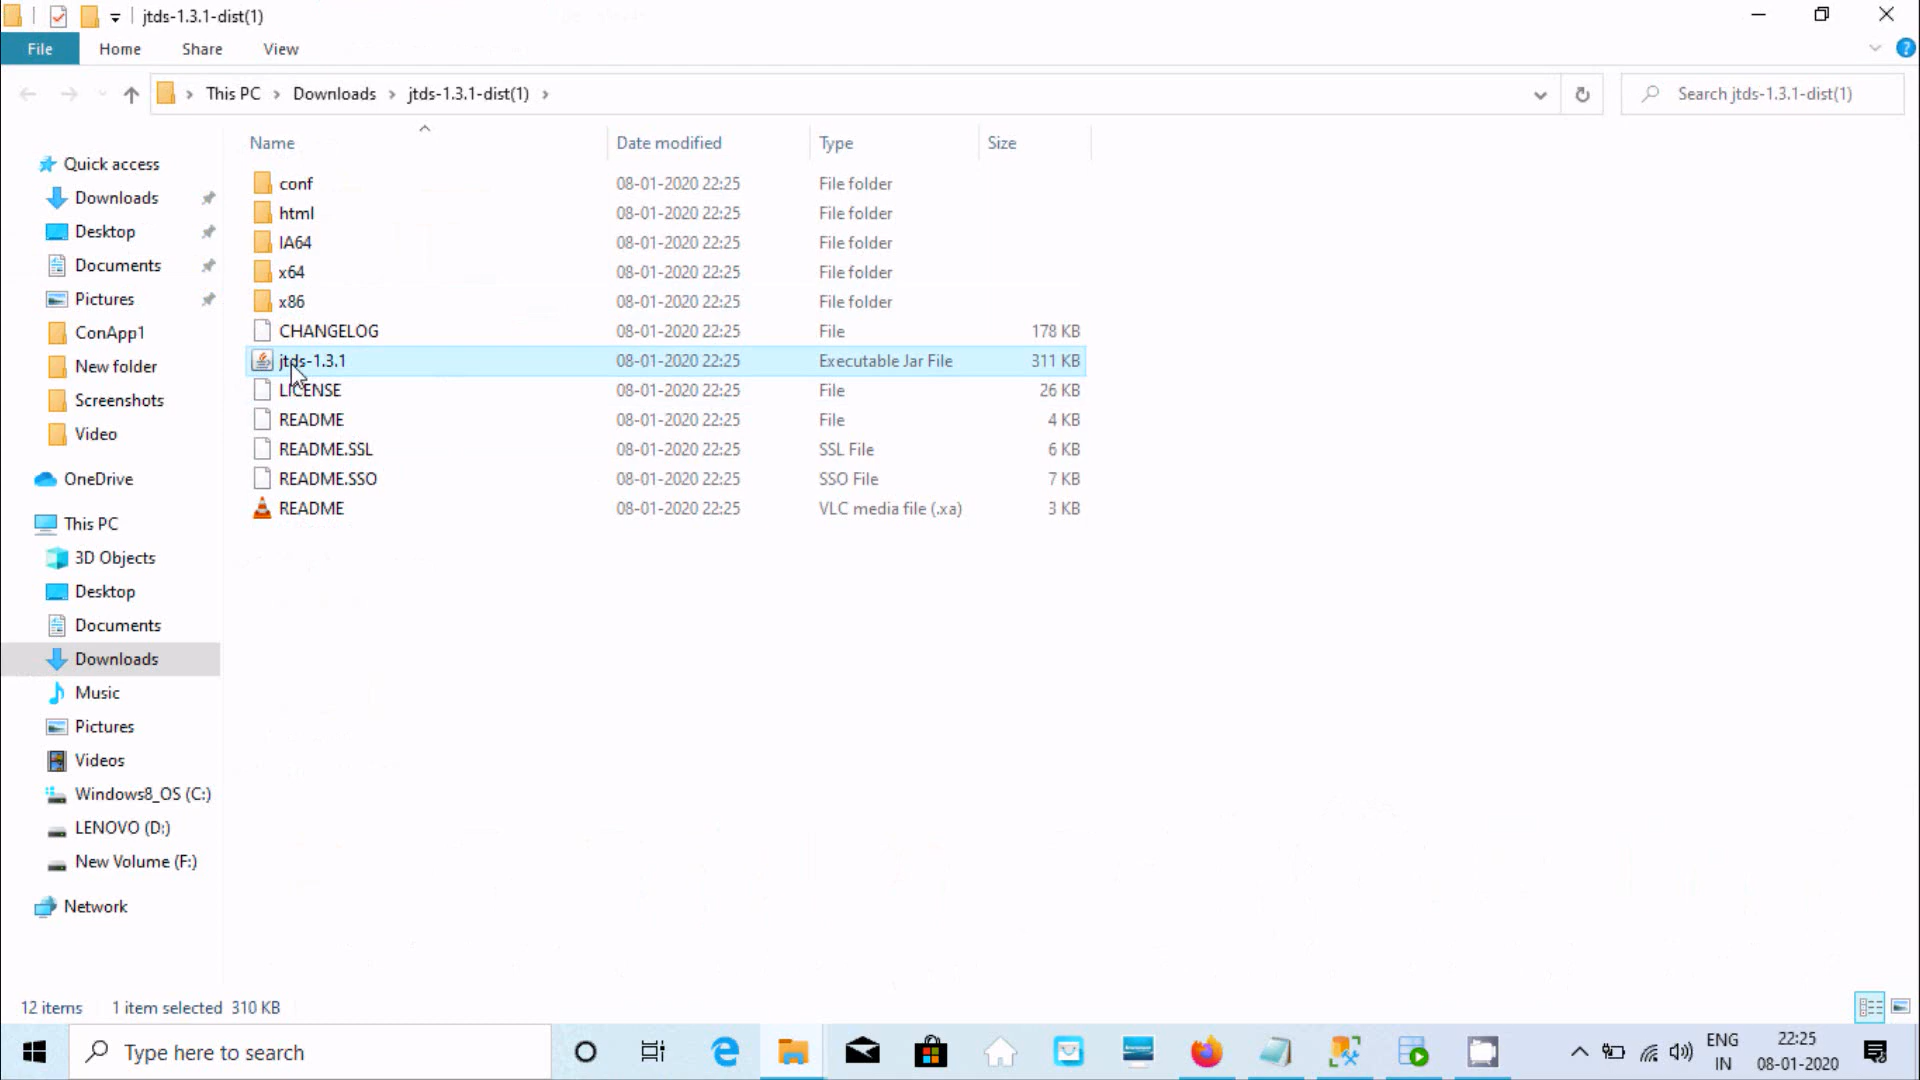 jtds-1.3.1-dist(1)
File Home Share View
This PC Downloads jtds-1.3.1-dist(1)
Search jtds-1.3.1-dist(1)
Name Date modified Type Size
Quick access
Downloads
Desktop
Documents
Pictures
ConApp1
New folder
Screenshots
Video
OneDrive
This PC
3D Objects
Desktop
Documents
Downloads
Music
Pictures
Videos
Windows8_OS (C:)
LENOVO (D:)
New Volume (F:)
Network
conf 08-01-2020 22:25 File folder
html 08-01-2020 22:25 File folder
IA64 08-01-2020 22:25 File folder
x64 08-01-2020 22:25 File folder
x86 08-01-2020 22:25 File folder
CHANGELOG 08-01-2020 22:25 File 178 KB
jtds-1.3.1 08-01-2020 22:25 Executable Jar File 311 KB
LICENSE 08-01-2020 22:25 File 26 KB
README 08-01-2020 22:25 File 4 KB
README.SSL 08-01-2020 22:25 SSL File 6 KB
README.SSO 08-01-2020 22:25 SSO File 7 KB
README 08-01-2020 22:25 VLC media file (.xa) 3 KB
12 items 1 item selected 310 KB
Type here to search
ENG
IN
22:25
08-01-2020